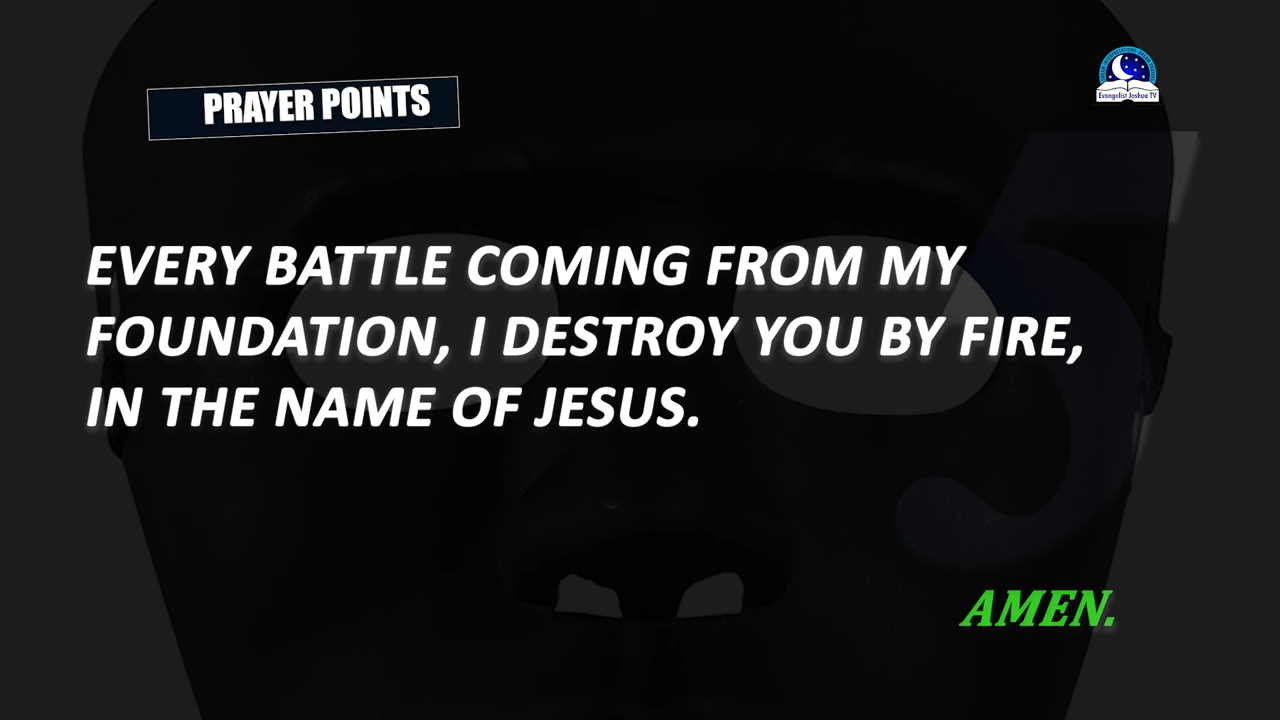 PRAYER POINTS
Evangelist Joshua TV
5
EVERY BATTLE COMING FROM MY
FOUNDATION, I DESTROY YOU BY FIRE,
IN THE NAME OF JESUS.
AMEN.